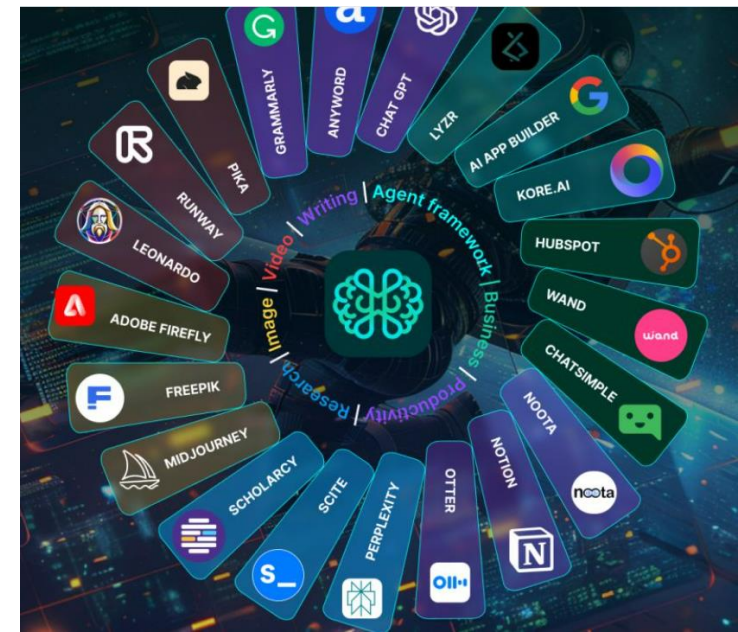 GRAMMARLY
a
ANYWORD
CHAT GPT
LYZR
AI APP BUILDER
KORE.AI
HUBSPOT
WAND
wand
CHATSIMPLE
NOOTA
noota
NOTION
N
OTTER
PERPLEXITY
SCITE
S_
SCHOLARCY
MIDJOURNEY
FREEPIK
ADOBE FIREFLY
LEONARDO
RUNWAY
PIKA
Writing | Agent framework | Business | Productivity | Research | Image | Video |